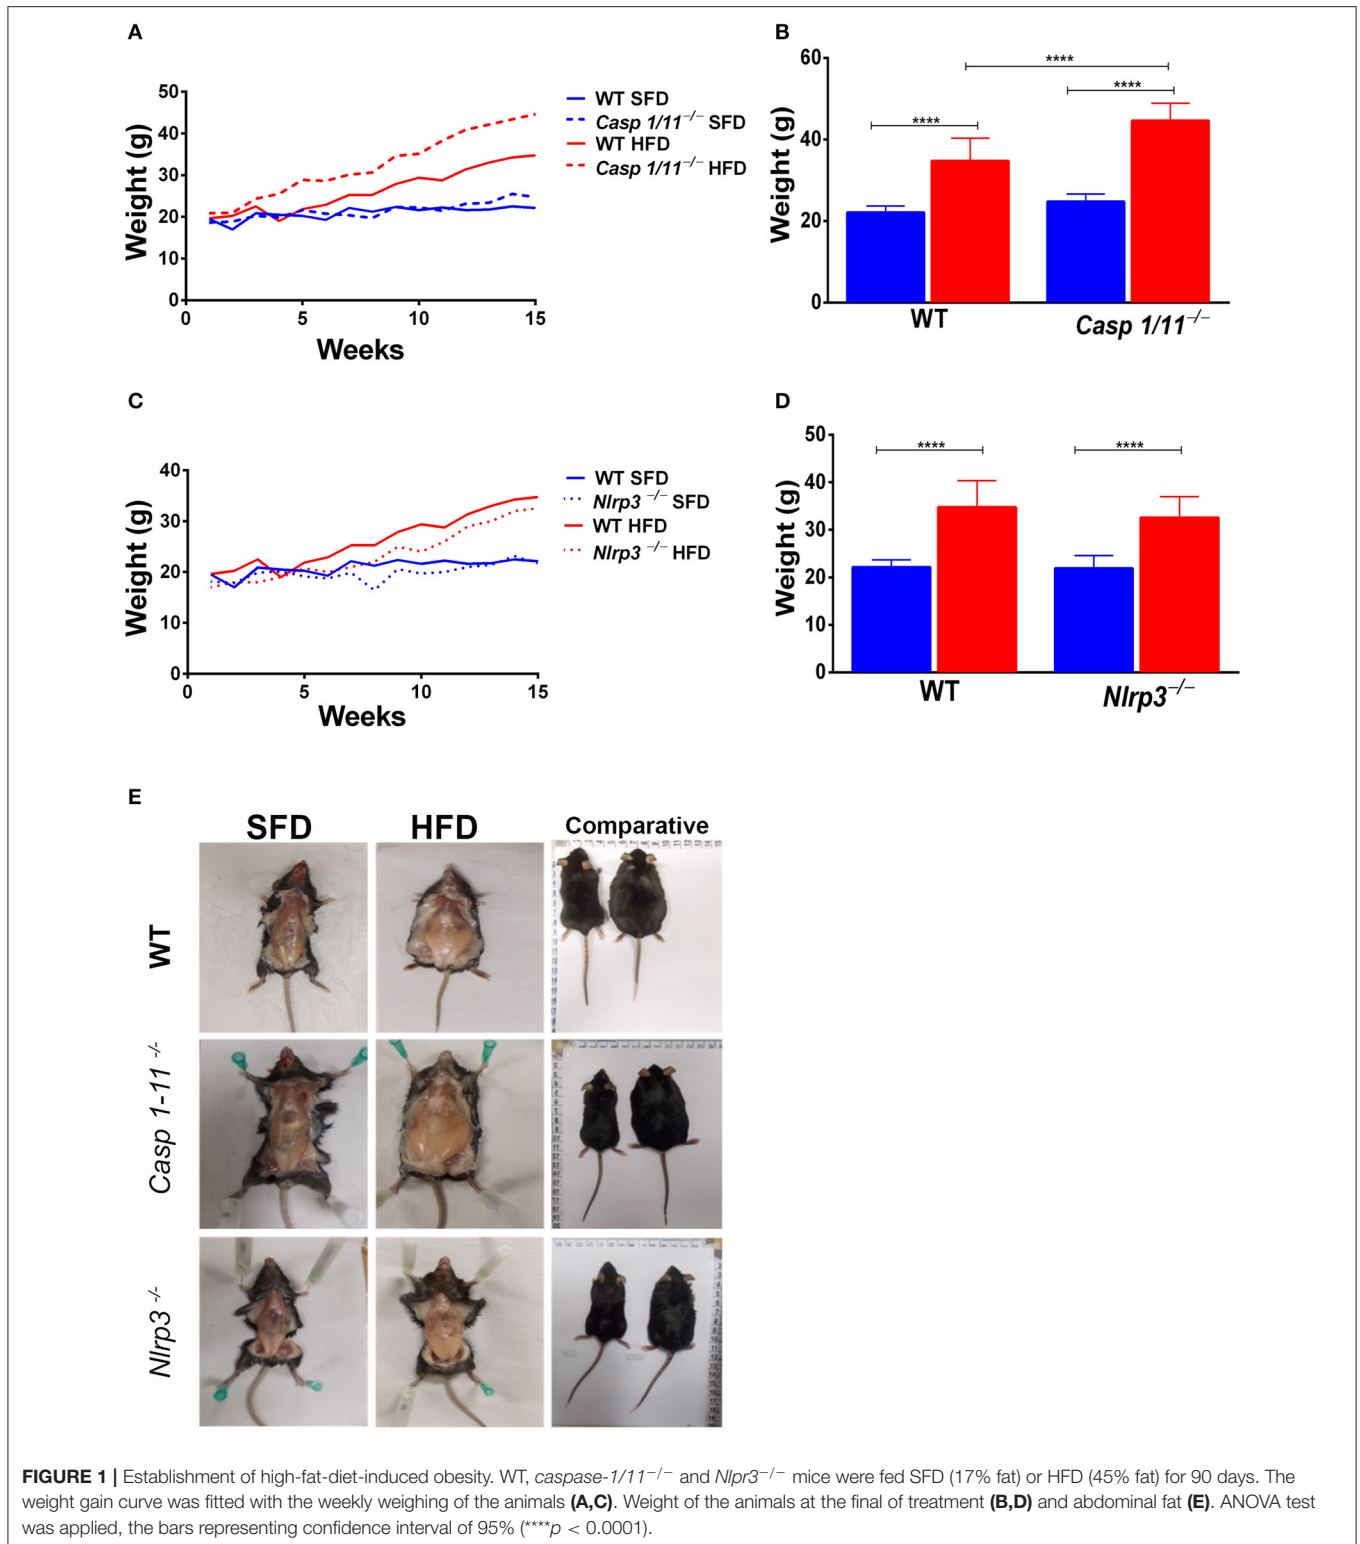 A
50
40
30
20
10
0
0 5 10 15
Weight (g)
Weeks
WT SFD
Casp 1/11−/− SFD
WT HFD
Casp 1/11−/− HFD
B
60
40
20
0
Weight (g)
****
****
****
WT Casp 1/11−/−
C
40
30
20
10
0
0 5 10 15
Weight (g)
Weeks
WT SFD
Nlrp3 −/− SFD
WT HFD
Nlrp3 −/− HFD
D
50
40
30
20
10
0
Weight (g)
**** ****
WT Nlrp3−/−
E
SFD HFD Comparative
WT
Casp 1-11 -/-
Nlrp3 -/-
FIGURE 1 | Establishment of high-fat-diet-induced obesity. WT, caspase-1/11−/− and Nlpr3−/− mice were fed SFD (17% fat) or HFD (45% fat) for 90 days. The
weight gain curve was fitted with the weekly weighing of the animals (A,C). Weight of the animals at the final of treatment (B,D) and abdominal fat (E). ANOVA test
was applied, the bars representing confidence interval of 95% (****p < 0.0001).